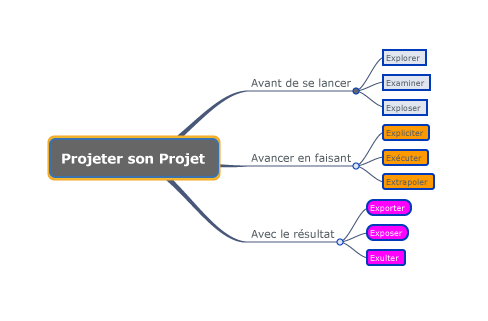 Projeter son Projet
Avant de se lancer
Explorer
Examiner
Exploser
Avancer en faisant
Expliciter
Exécuter
Extrapoler
Avec le résultat
Exporter
Exposer
Exulter